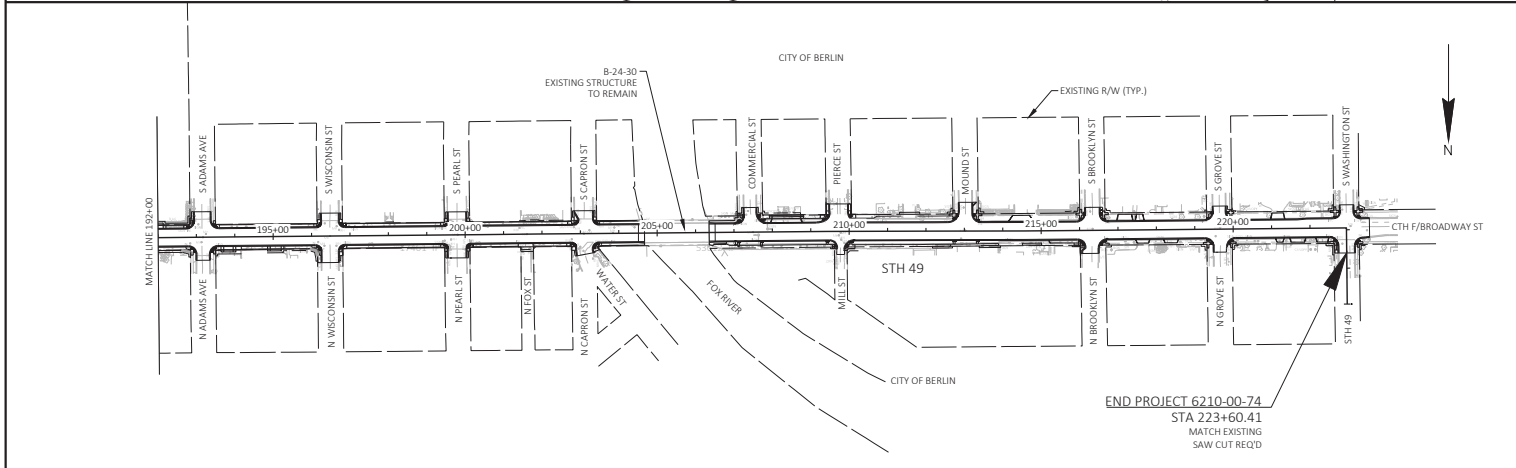 CITY OF BERLIN
B-24-30
EXISTING STRUCTURE
TO REMAIN
EXISTING R/W (TYP.)
N
MATCH LINE 192+00
S ADAMS AVE
S WISCONSIN ST
S PEARL ST
S CAPRON ST
COMMERCIAL ST
PIERCE ST
MOUND ST
S BROOKLYN ST
S GROVE ST
S WASHINGTON ST
195+00
200+00
205+00
210+00
215+00
220+00
CTH F/BROADWAY ST
STH 49
N ADAMS AVE
N WISCONSIN ST
N PEARL ST
N FOX ST
N CAPRON ST
WATER ST
FOX RIVER
MILL ST
N BROOKLYN ST
N GROVE ST
STH 49
CITY OF BERLIN
END PROJECT 6210-00-74
STA 223+60.41
MATCH EXISTING
SAW CUT REQ'D